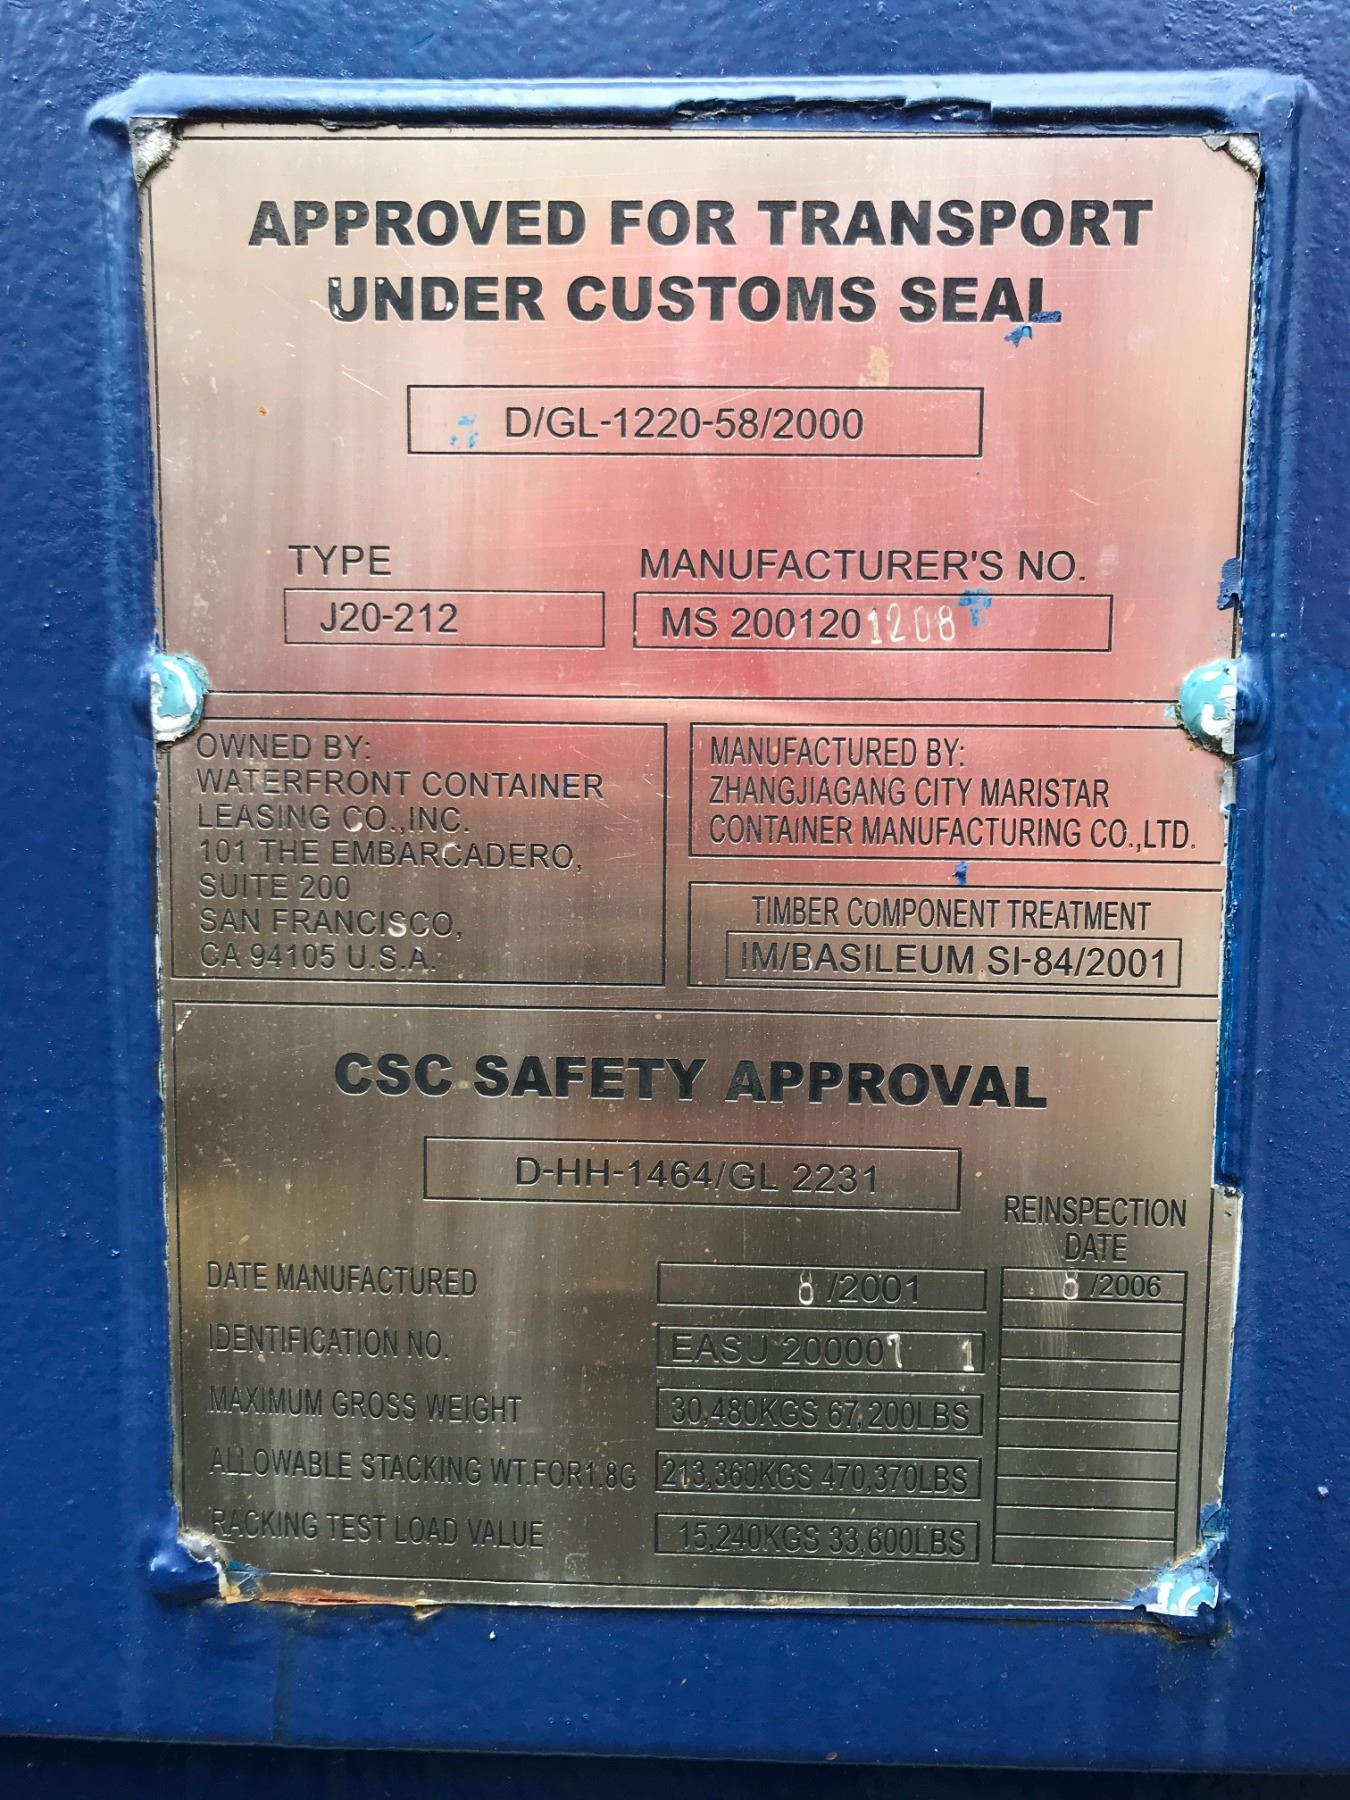 APPROVED FOR TRANSPORT
UNDER CUSTOMS SEAL
D/GL-1220-58/2000
TYPE
J20-212
MANUFACTURER'S NO.
MS 2001201208
OWNED BY:
WATERFRONT CONTAINER
LEASING CO.,INC.
101 THE EMBARCADERO,
SUITE 200
SAN FRANCISCO,
CA 94105 U.S.A.
MANUFACTURED BY:
ZHANGJIAGANG CITY MARISTAR
CONTAINER MANUFACTURING CO.,LTD.
TIMBER COMPONENT TREATMENT
IM/BASILEUM SI-84/2001
CSC SAFETY APPROVAL
D-HH-1464/GL 2231
REINSPECTION
DATE
8 /2006
DATE MANUFACTURED 8 /2001
IDENTIFICATION NO. EASU 200007 1
MAXIMUM GROSS WEIGHT 30,480KGS 67,200LBS
ALLOWABLE STACKING WT.FOR1.8G 213,360KGS 470,370LBS
RACKING TEST LOAD VALUE 15,240KGS 33,600LBS